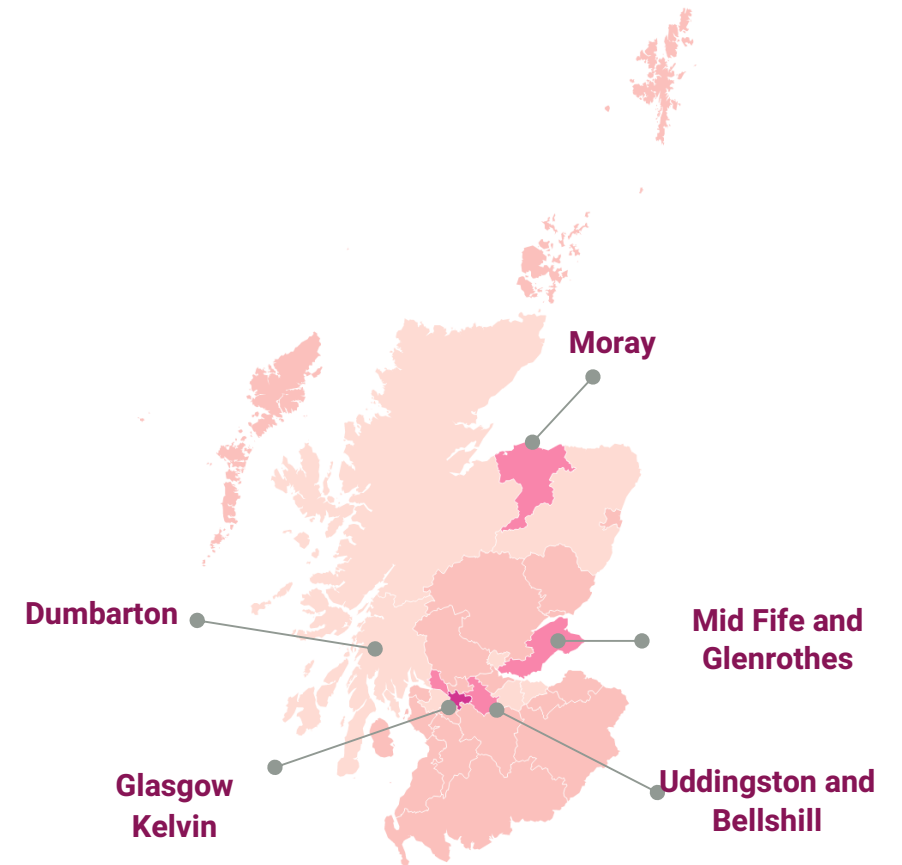 Moray
Dumbarton
Mid Fife and
Glenrothes
Glasgow
Kelvin
Uddingston and
Bellshill